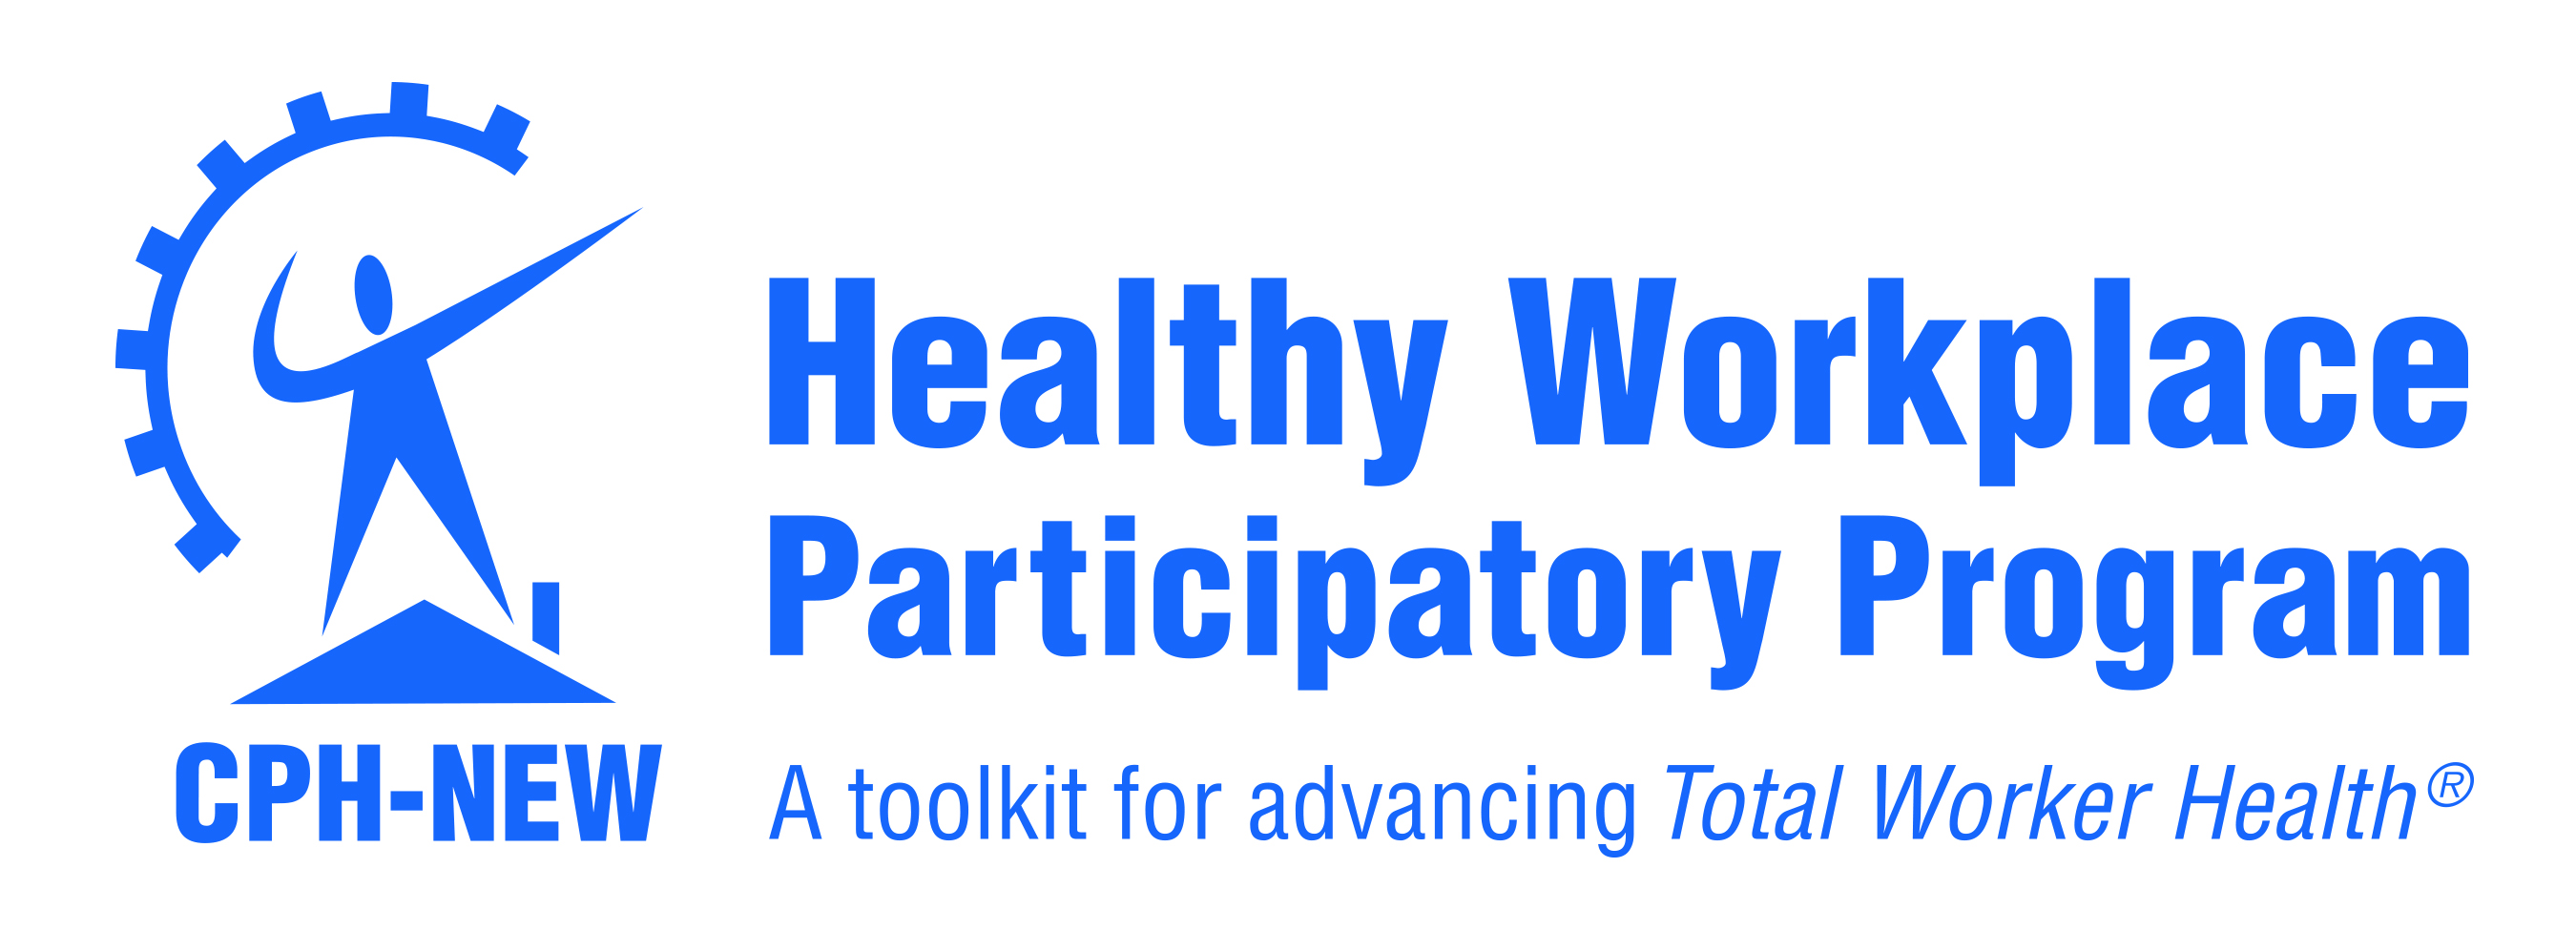 Healthy Workplace
Participatory Program
CPH-NEW
A toolkit for advancing Total Worker Health®